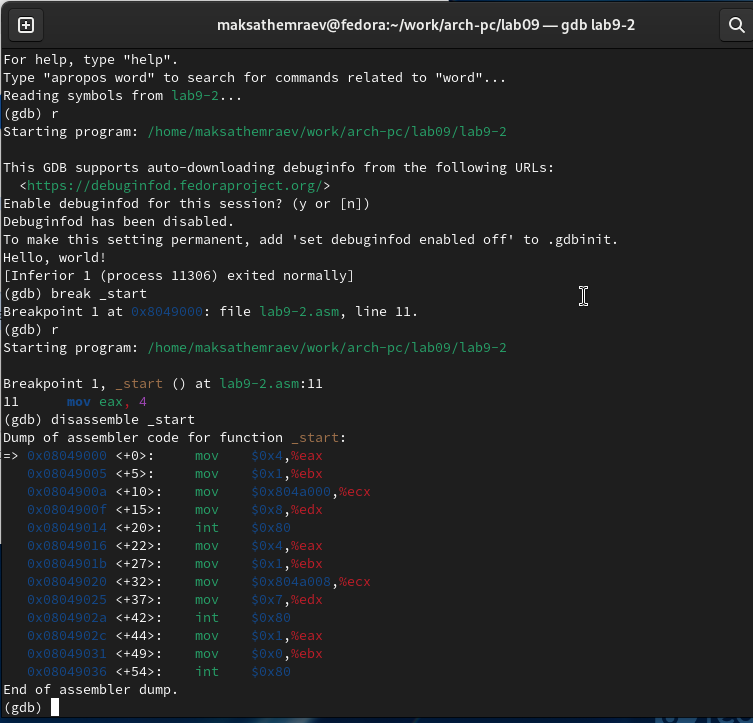 maksathemraev@fedora:~/work/arch-pc/lab09 — gdb lab9-2
For help, type "help".
Type "apropos word" to search for commands related to "word"...
Reading symbols from lab9-2...
(gdb) r
Starting program: /home/maksathemraev/work/arch-pc/lab09/lab9-2
This GDB supports auto-downloading debuginfo from the following URLs:
  <https://debuginfod.fedoraproject.org/>
Enable debuginfod for this session? (y or [n])
Debuginfod has been disabled.
To make this setting permanent, add 'set debuginfod enabled off' to .gdbinit.
Hello, world!
[Inferior 1 (process 11306) exited normally]
(gdb) break _start
Breakpoint 1 at 0x8049000: file lab9-2.asm, line 11.
(gdb) r
Starting program: /home/maksathemraev/work/arch-pc/lab09/lab9-2
Breakpoint 1, _start () at lab9-2.asm:11
11      mov eax, 4
(gdb) disassemble _start
Dump of assembler code for function _start:
=> 0x08049000 <+0>:     mov    $0x4,%eax
   0x08049005 <+5>:     mov    $0x1,%ebx
   0x0804900a <+10>:    mov    $0x804a000,%ecx
   0x0804900f <+15>:    mov    $0x8,%edx
   0x08049014 <+20>:    int    $0x80
   0x08049016 <+22>:    mov    $0x4,%eax
   0x0804901b <+27>:    mov    $0x1,%ebx
   0x08049020 <+32>:    mov    $0x804a008,%ecx
   0x08049025 <+37>:    mov    $0x7,%edx
   0x0804902a <+42>:    int    $0x80
   0x0804902c <+44>:    mov    $0x1,%eax
   0x08049031 <+49>:    mov    $0x0,%ebx
   0x08049036 <+54>:    int    $0x80
End of assembler dump.
(gdb)